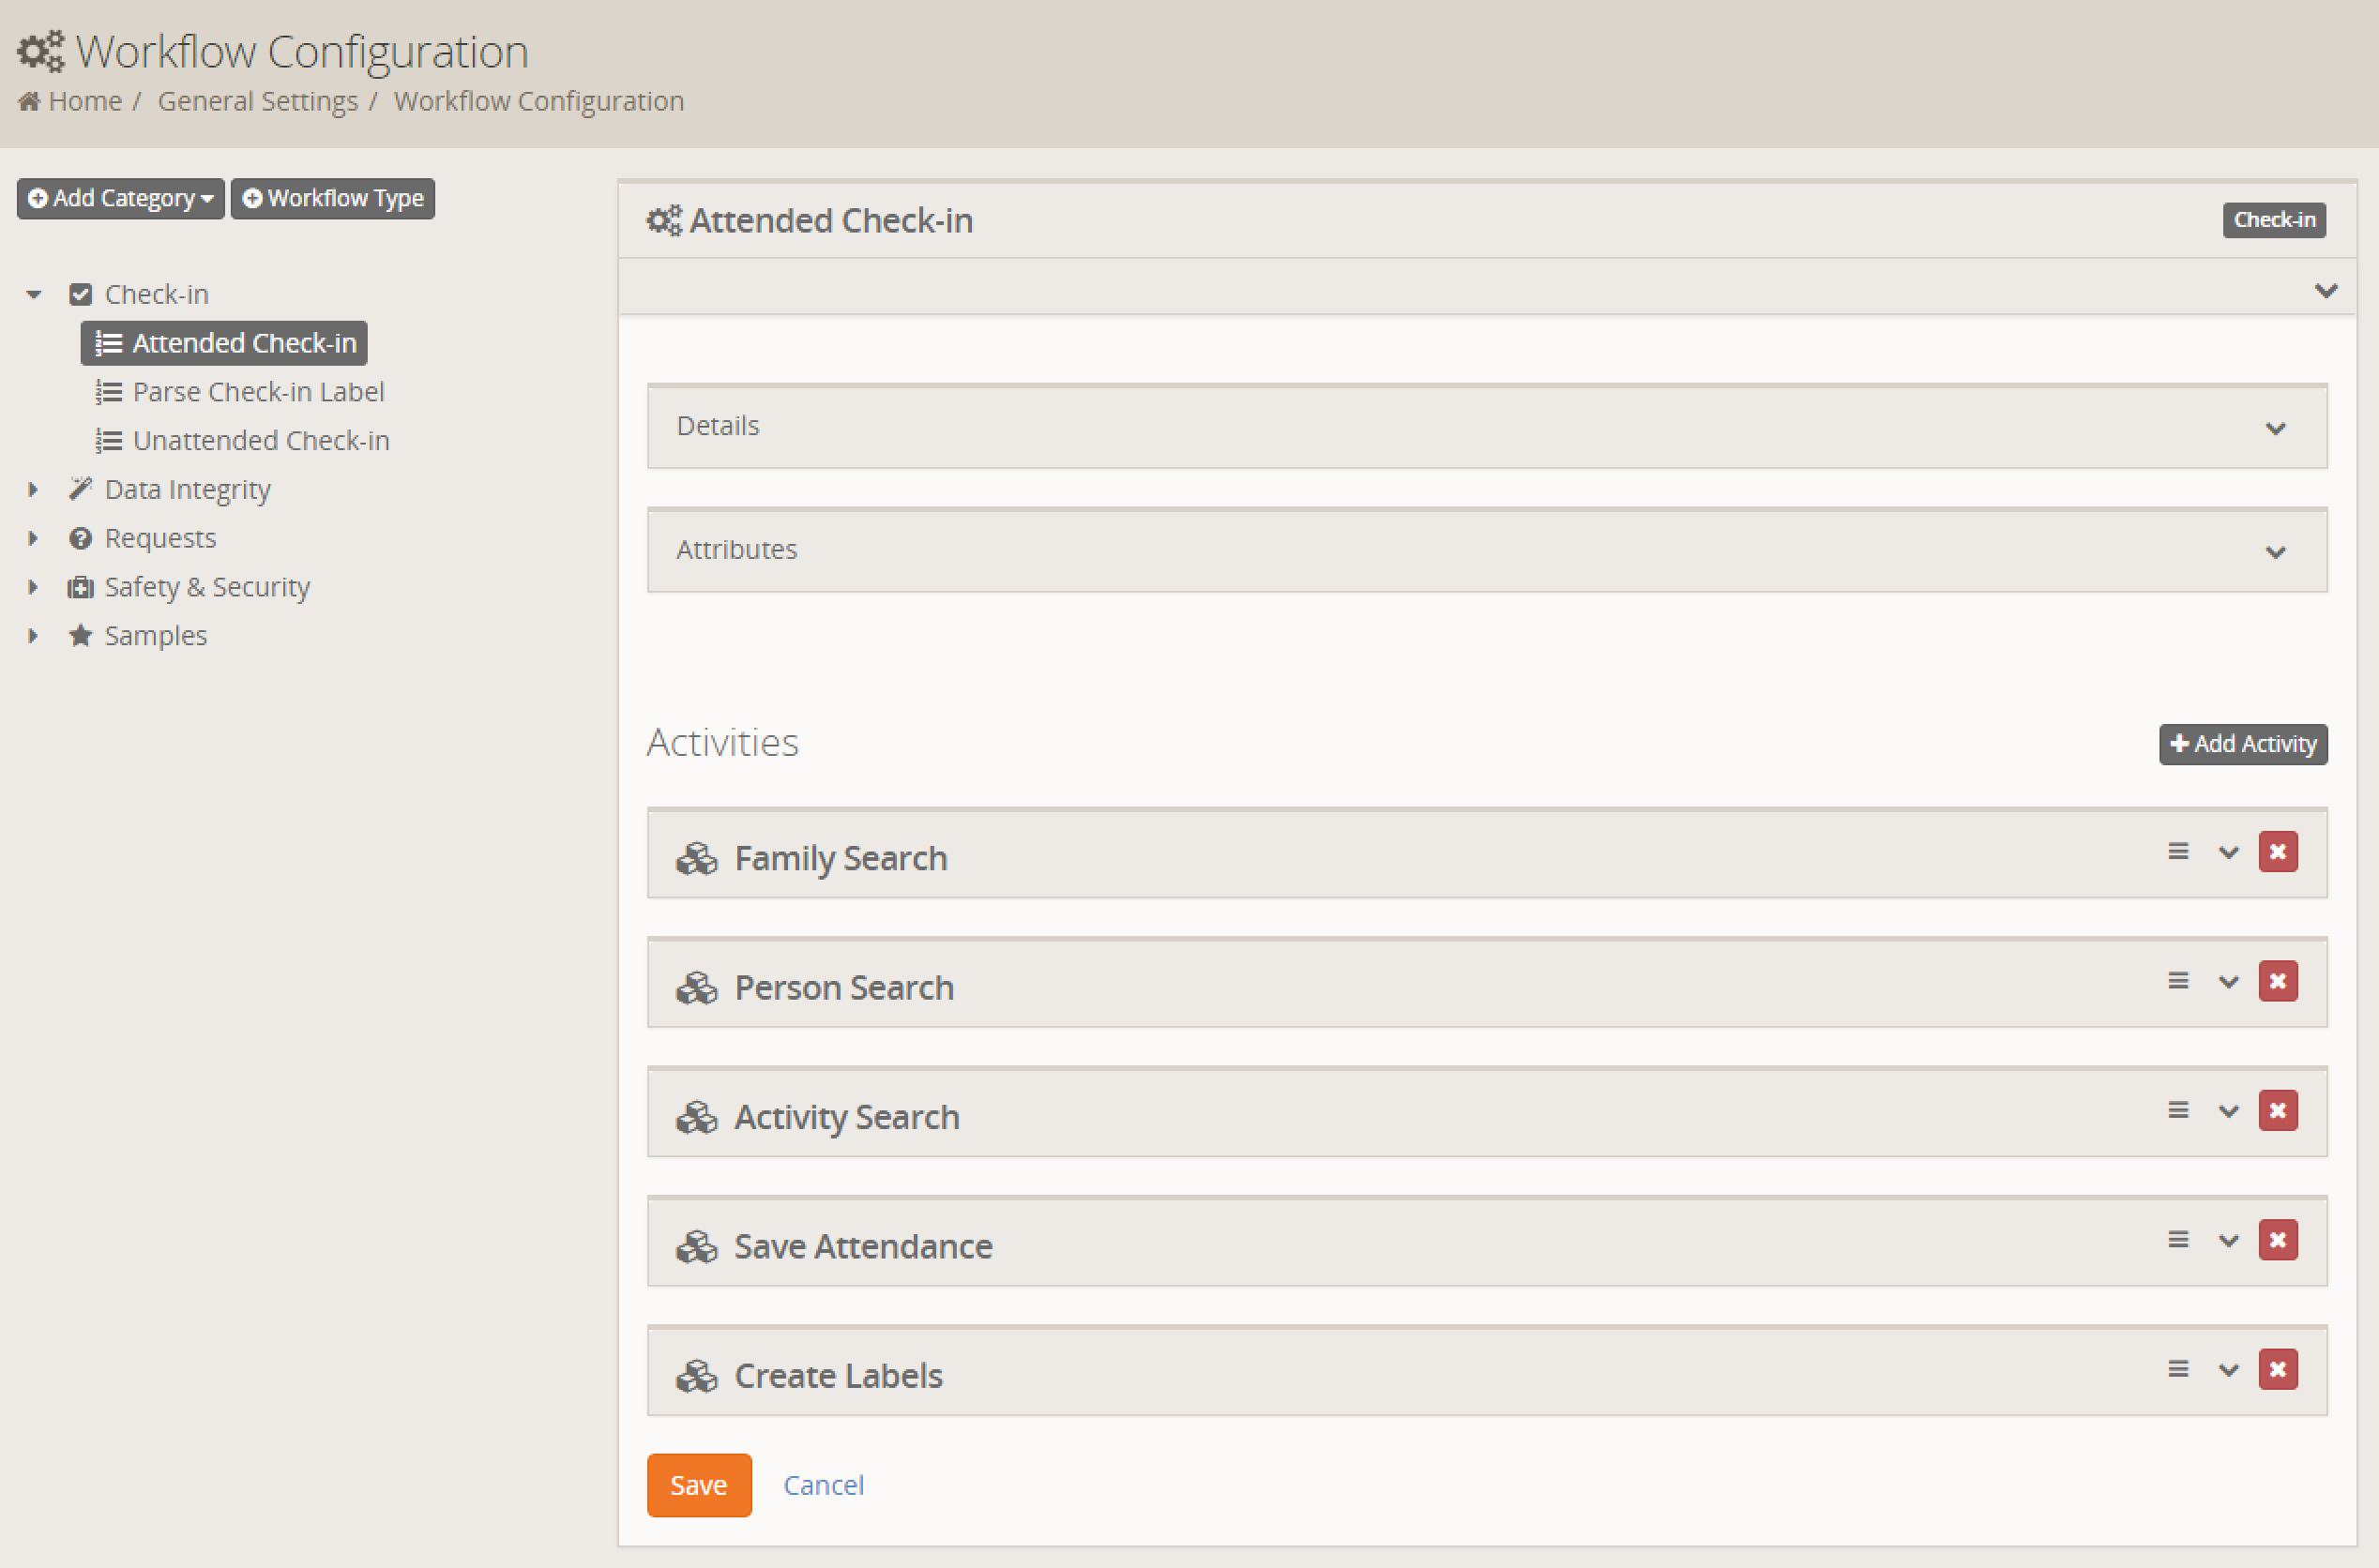 Workflow Configuration
Home / General Settings / Workflow Configuration
Add Category Workflow Type
Check-in
Attended Check-in
Parse Check-in Label
Unattended Check-in
Data Integrity
Requests
Safety & Security
Samples
Attended Check-in Check-in
Details
Attributes
Activities Add Activity
Family Search
Person Search
Activity Search
Save Attendance
Create Labels
Save Cancel